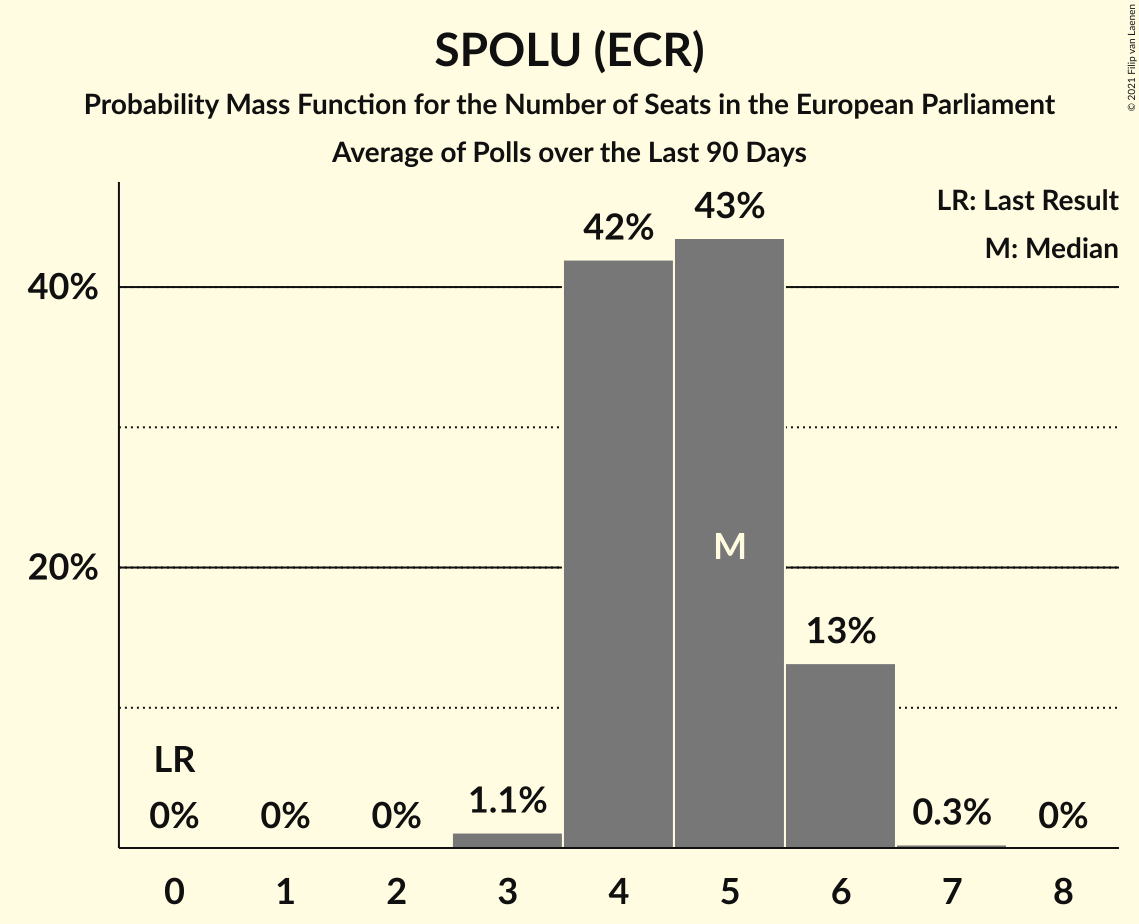 SPOLU (ECR)
Probability Mass Function for the Number of Seats in the European Parliament
Average of Polls over the Last 90 Days
© 2021 Filip van Laenen
LR: Last Result
M: Median
43%
42%
40%
M
20%
13%
LR
0%
0%
0%
1.1%
0.3%
0%
0 1 2 3 4 5 6 7 8